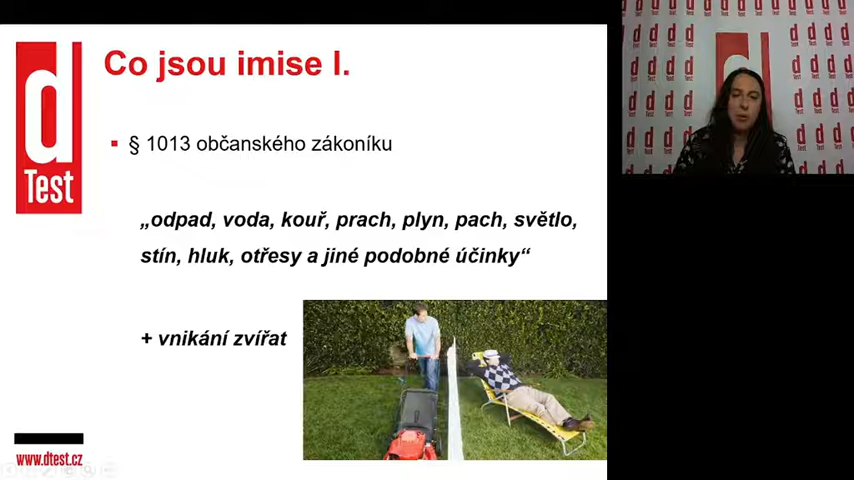 Co jsou imise I.
d
Test
▪ § 1013 občanského zákoníku
„odpad, voda, kouř, prach, plyn, pach, světlo,
stín, hluk, otřesy a jiné podobné účinky“
+ vnikání zvířat
www.dtest.cz